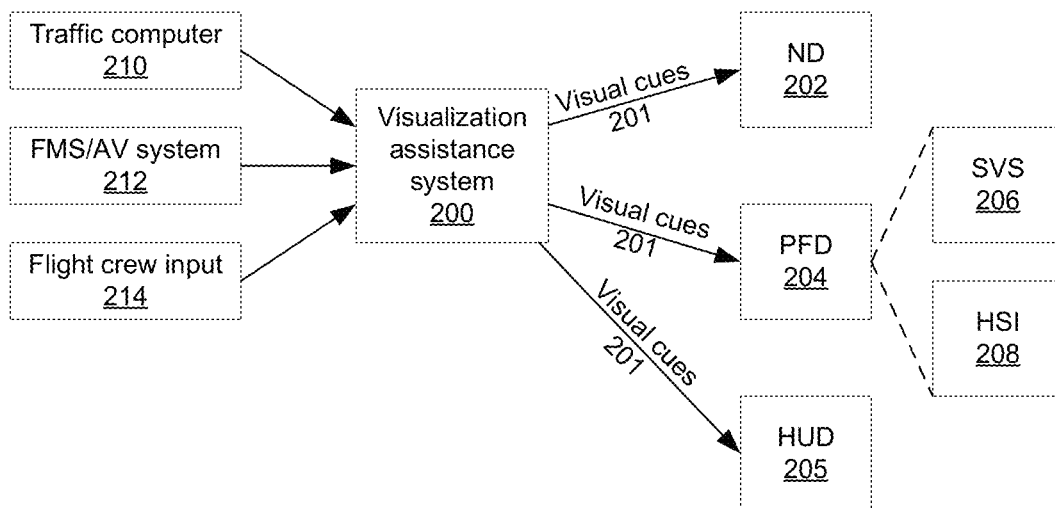 Traffic computer
210
FMS/AV system
212
Flight crew input
214
Visualization
assistance
system
200
Visual cues
201
Visual cues
201
Visual cues
201
ND
202
PFD
204
HUD
205
SVS
206
HSI
208